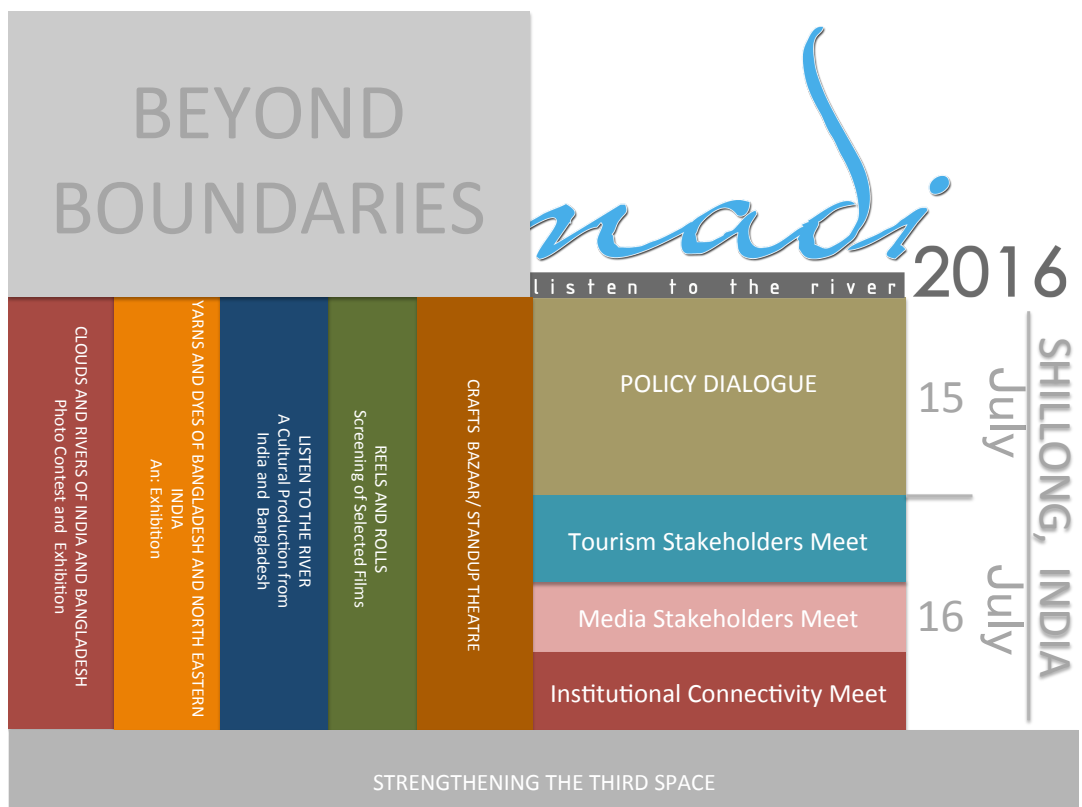 BEYOND
BOUNDARIES
nadi
2016
listen to the river
CLOUDS AND RIVERS OF INDIA AND BANGLADESH
Photo Contest and Exhibition
YARNS AND DYES OF BANGLADESH AND NORTH EASTERN
INDIA
An: Exhibition
LISTEN TO THE RIVER
A Cultural Production from
India and Bangladesh
REELS AND ROLLS
Screening of Selected Films
CRAFTS BAZAAR/ STANDUP THEATRE
POLICY DIALOGUE
Tourism Stakeholders Meet
Media Stakeholders Meet
Institutional Connectivity Meet
15
July
16
July
SHILLONG, INDIA
STRENGTHENING THE THIRD SPACE